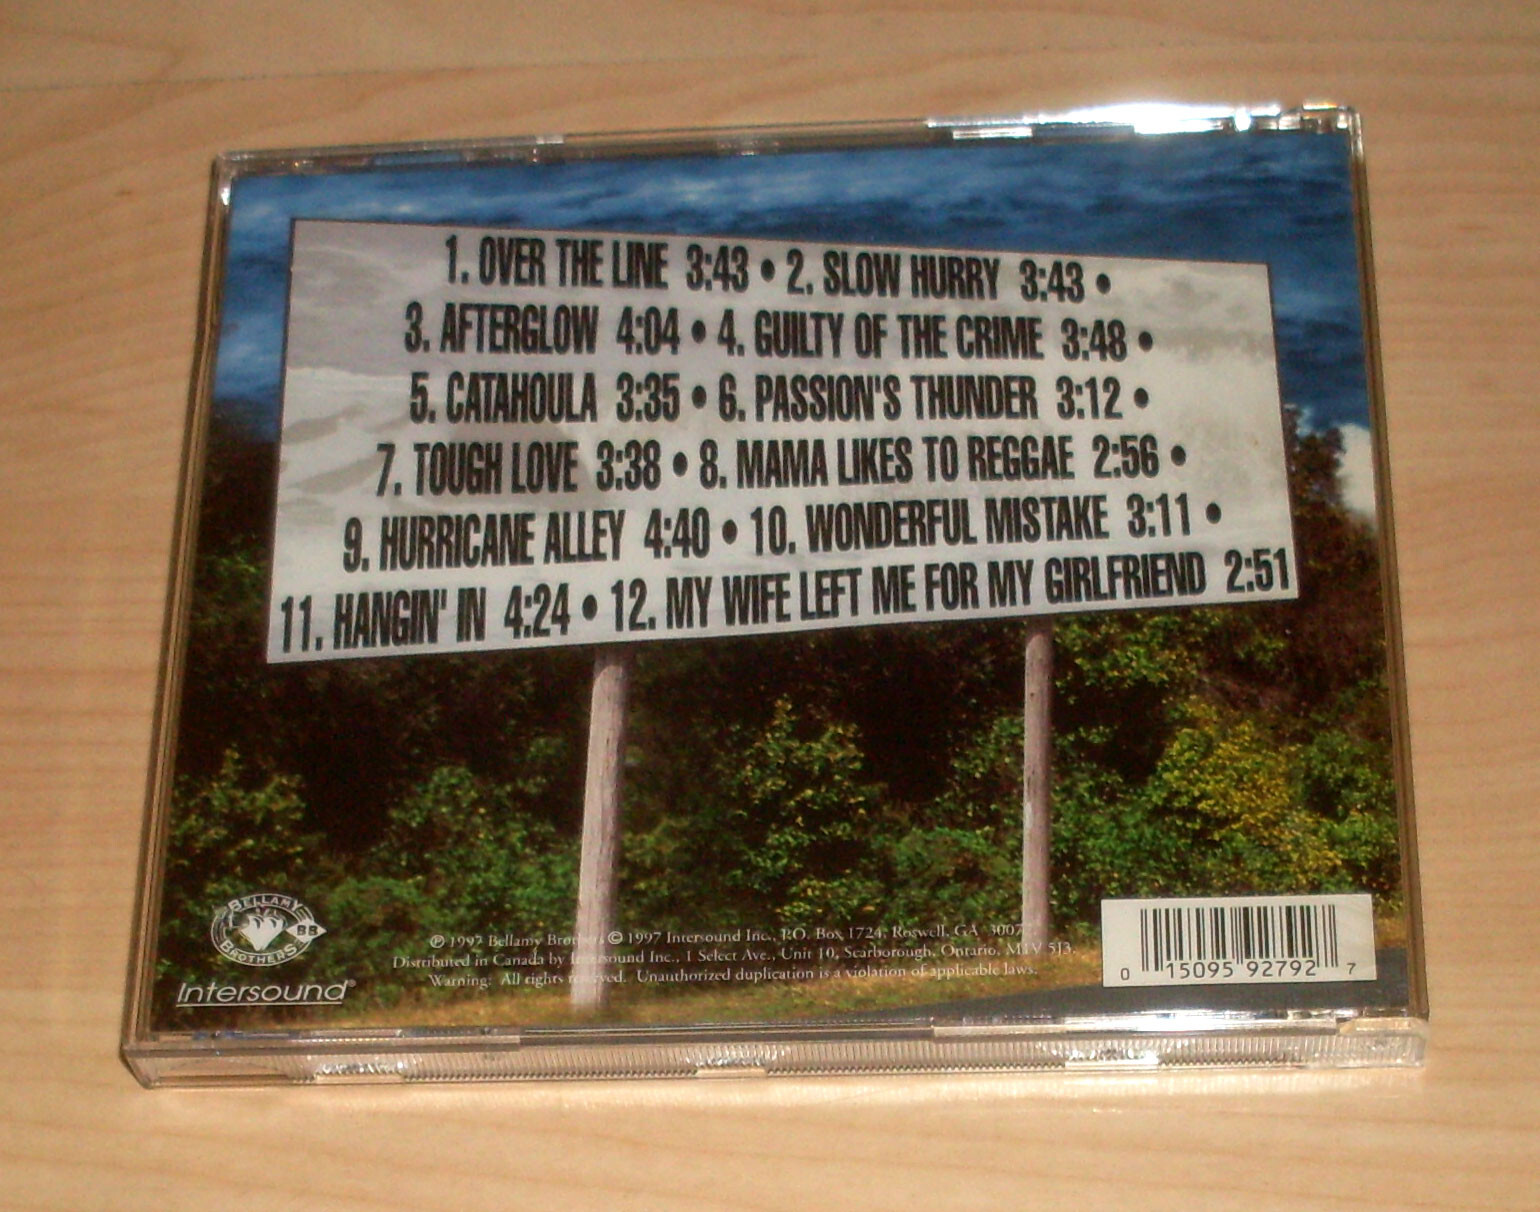 1. OVER THE LINE 3:43 • 2. SLOW HURRY 3:43 •
3. AFTERGLOW 4:04 • 4. GUILTY OF THE CRIME 3:48 •
5. CATAHOULA 3:35 • 6. PASSION'S THUNDER 3:12 •
7. TOUGH LOVE 3:38 • 8. MAMA LIKES TO REGGAE 2:56 •
9. HURRICANE ALLEY 4:40 • 10. WONDERFUL MISTAKE 3:11 •
11. HANGIN' IN 4:24 • 12. MY WIFE LEFT ME FOR MY GIRLFRIEND 2:51
BELLAMY
BB
BROTHERS
Intersound®
℗ 1997 Bellamy Brothers © 1997 Intersound Inc., P.O. Box 1724, Roswell, GA
Distributed in Canada by Intersound Inc., 1 Select Ave., Unit 10, Scarborough, Ontario, M1V 5J3.
Warning: All rights reserved. Unauthorized duplication is a violation of applicable laws.
0 15095 92792 7